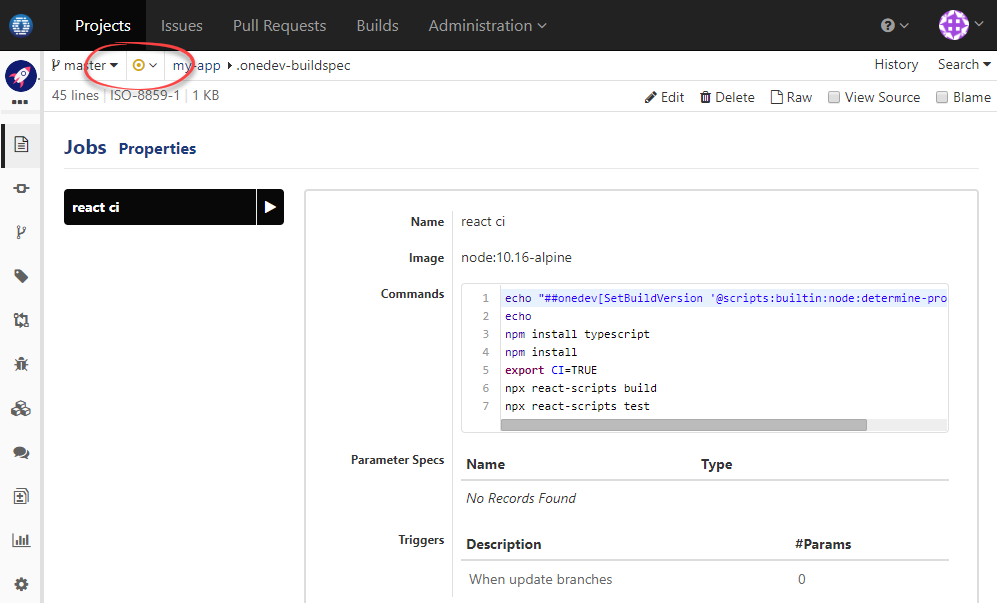 Projects Issues Pull Requests Builds Administration
master my-app .onedev-buildspec History Search
45 lines ISO-8859-1 1 KB Edit Delete Raw View Source Blame
Jobs Properties
react ci
Name react ci
Image node:10.16-alpine
Commands
1 echo "##onedev[SetBuildVersion '@scripts:builtin:node:determine-pro
2 echo
3 npm install typescript
4 npm install
5 export CI=TRUE
6 npx react-scripts build
7 npx react-scripts test
Parameter Specs Name Type
No Records Found
Triggers Description #Params
When update branches 0